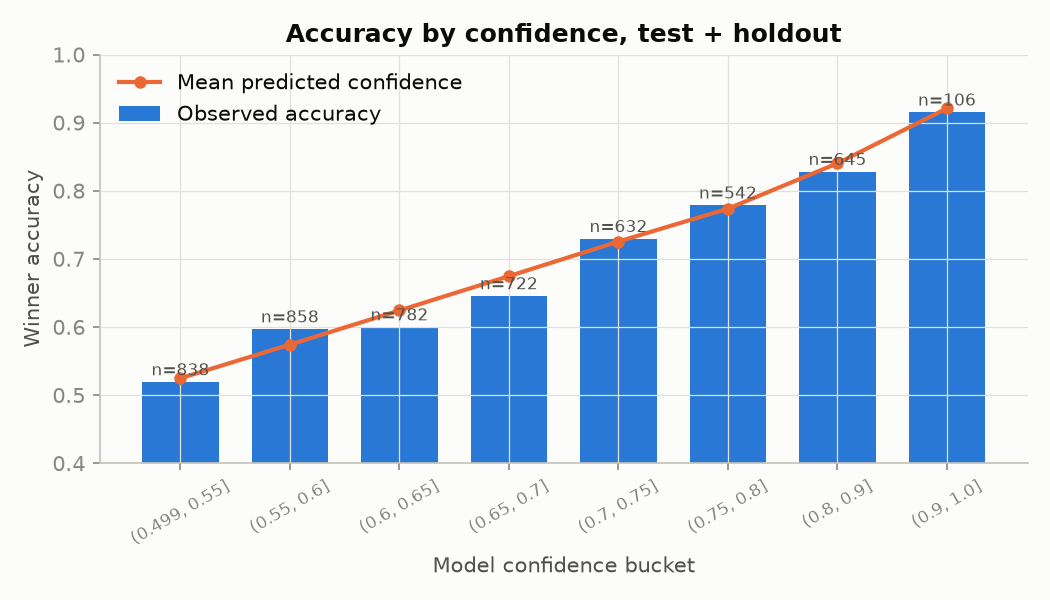 Accuracy by confidence, test + holdout
1.0
0.9
0.8
0.7
0.6
0.5
0.4
Winner accuracy
Mean predicted confidence
Observed accuracy
n=838
n=858
n=782
n=722
n=632
n=542
n=645
n=106
(0.499, 0.55]
(0.55, 0.6]
(0.6, 0.65]
(0.65, 0.7]
(0.7, 0.75]
(0.75, 0.8]
(0.8, 0.9]
(0.9, 1.0]
Model confidence bucket